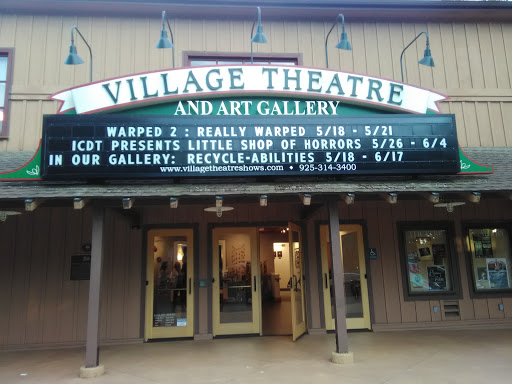 VILLAGE THEATRE
AND ART GALLERY
WARPED 2 : REALLY WARPED 5/18 - 5/21
ICDT PRESENTS LITTLE SHOP OF HORRORS 5/26 - 6/4
IN OUR GALLERY: RECYCLE-ABILITIES 5/18 - 6/17
www.villagetheatreshows.com • 925-314-3400